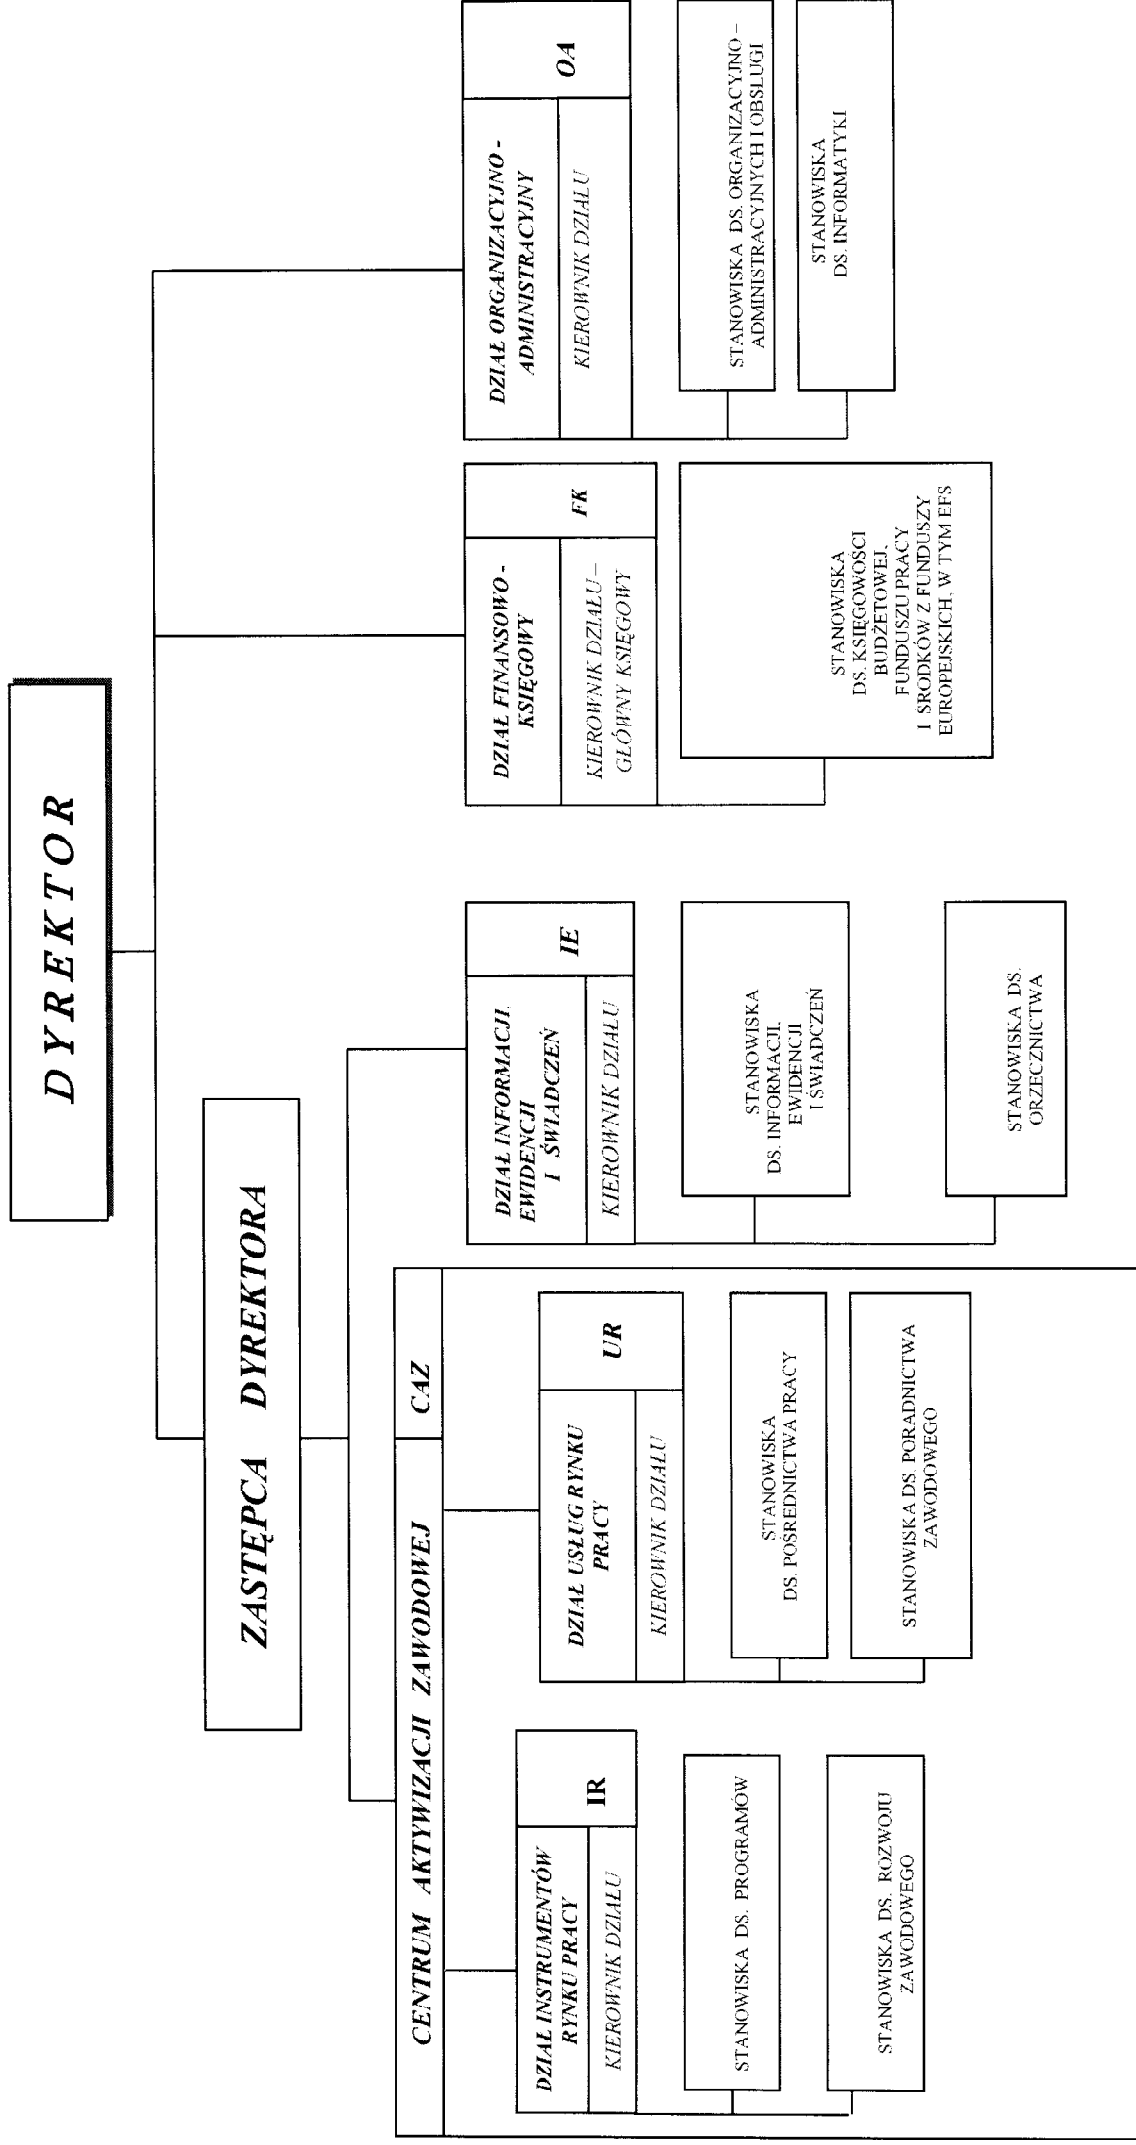 DYREKTOR
ZASTĘPCA DYREKTORA
CENTRUM AKTYWIZACJI ZAWODOWEJ
CAZ
DZIAŁ INSTRUMENTÓW
RYNKU PRACY
IR
KIEROWNIK DZIAŁU
STANOWISKA DS. PROGRAMÓW
STANOWISKA DS. ROZWOJU
ZAWODOWEGO
DZIAŁ USŁUG RYNKU
PRACY
UR
KIEROWNIK DZIAŁU
STANOWISKA
DS. POŚREDNICTWA PRACY
STANOWISKA DS. PORADNICTWA
ZAWODOWEGO
DZIAŁ INFORMACJI,
EWIDENCJI
I ŚWIADCZEŃ
IE
KIEROWNIK DZIAŁU
STANOWISKA
DS. INFORMACJI,
EWIDENCJI
I ŚWIADCZEŃ
STANOWISKA DS.
ORZECZNICTWA
DZIAŁ FINANSOWO -
KSIĘGOWY
FK
KIEROWNIK DZIAŁU –
GŁÓWNY KSIĘGOWY
STANOWISKA
DS. KSIĘGOWOŚCI
BUDŻETOWEJ,
FUNDUSZU PRACY
I ŚRODKÓW Z FUNDUSZY
EUROPEJSKICH, W TYM EFS
DZIAŁ ORGANIZACYJNO -
ADMINISTRACYJNY
OA
KIEROWNIK DZIAŁU
STANOWISKA DS. ORGANIZACYJNO –
ADMINISTRACYJNYCH I OBSŁUGI
STANOWISKA
DS. INFORMATYKI